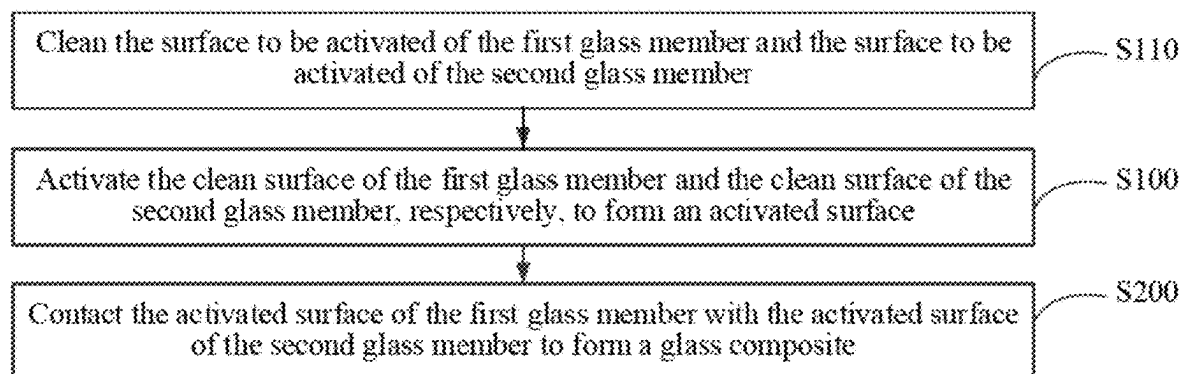 Clean the surface to be activated of the first glass member and the surface to be
activated of the second glass member
S110
Activate the clean surface of the first glass member and the clean surface of the
second glass member, respectively, to form an activated surface
S100
Contact the activated surface of the first glass member with the activated surface
of the second glass member to form a glass composite
S200